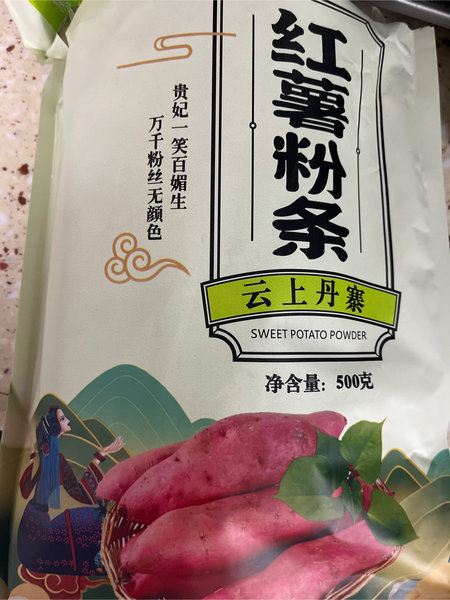 红薯粉条
贵妃一笑百媚生
万千粉丝无颜色
云上丹寨
SWEET POTATO POWDER
净含量：500克